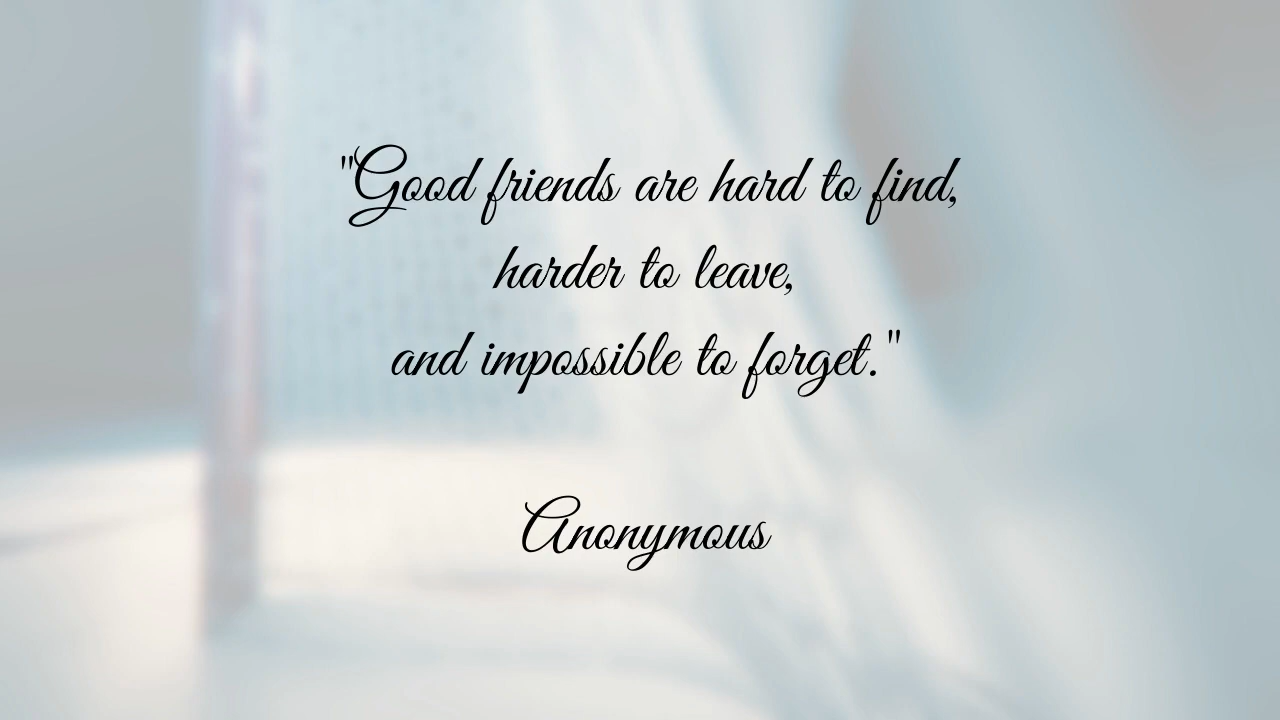 "Good friends are hard to find,
harder to leave,
and impossible to forget."
Anonymous